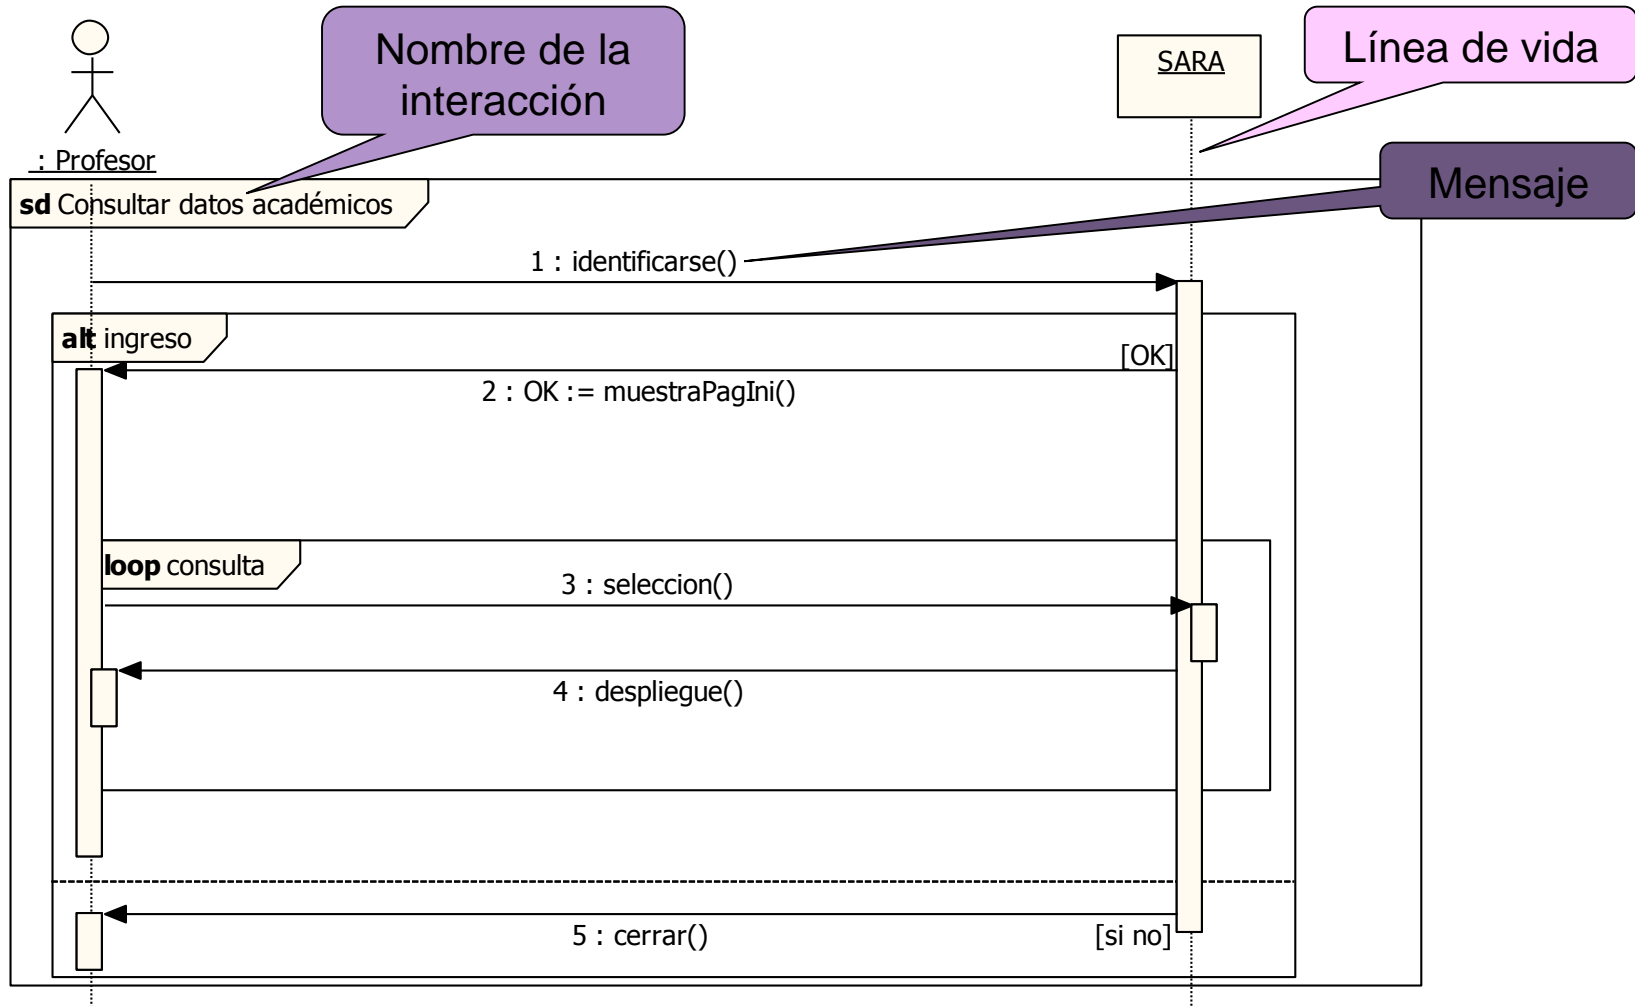 Nombre de la
interacción
SARA
Línea de vida
: Profesor
Mensaje
sd Consultar datos académicos
1 : identificarse()
alt ingreso
[OK]
2 : OK := muestraPagIni()
loop consulta
3 : seleccion()
4 : despliegue()
5 : cerrar()
[si no]